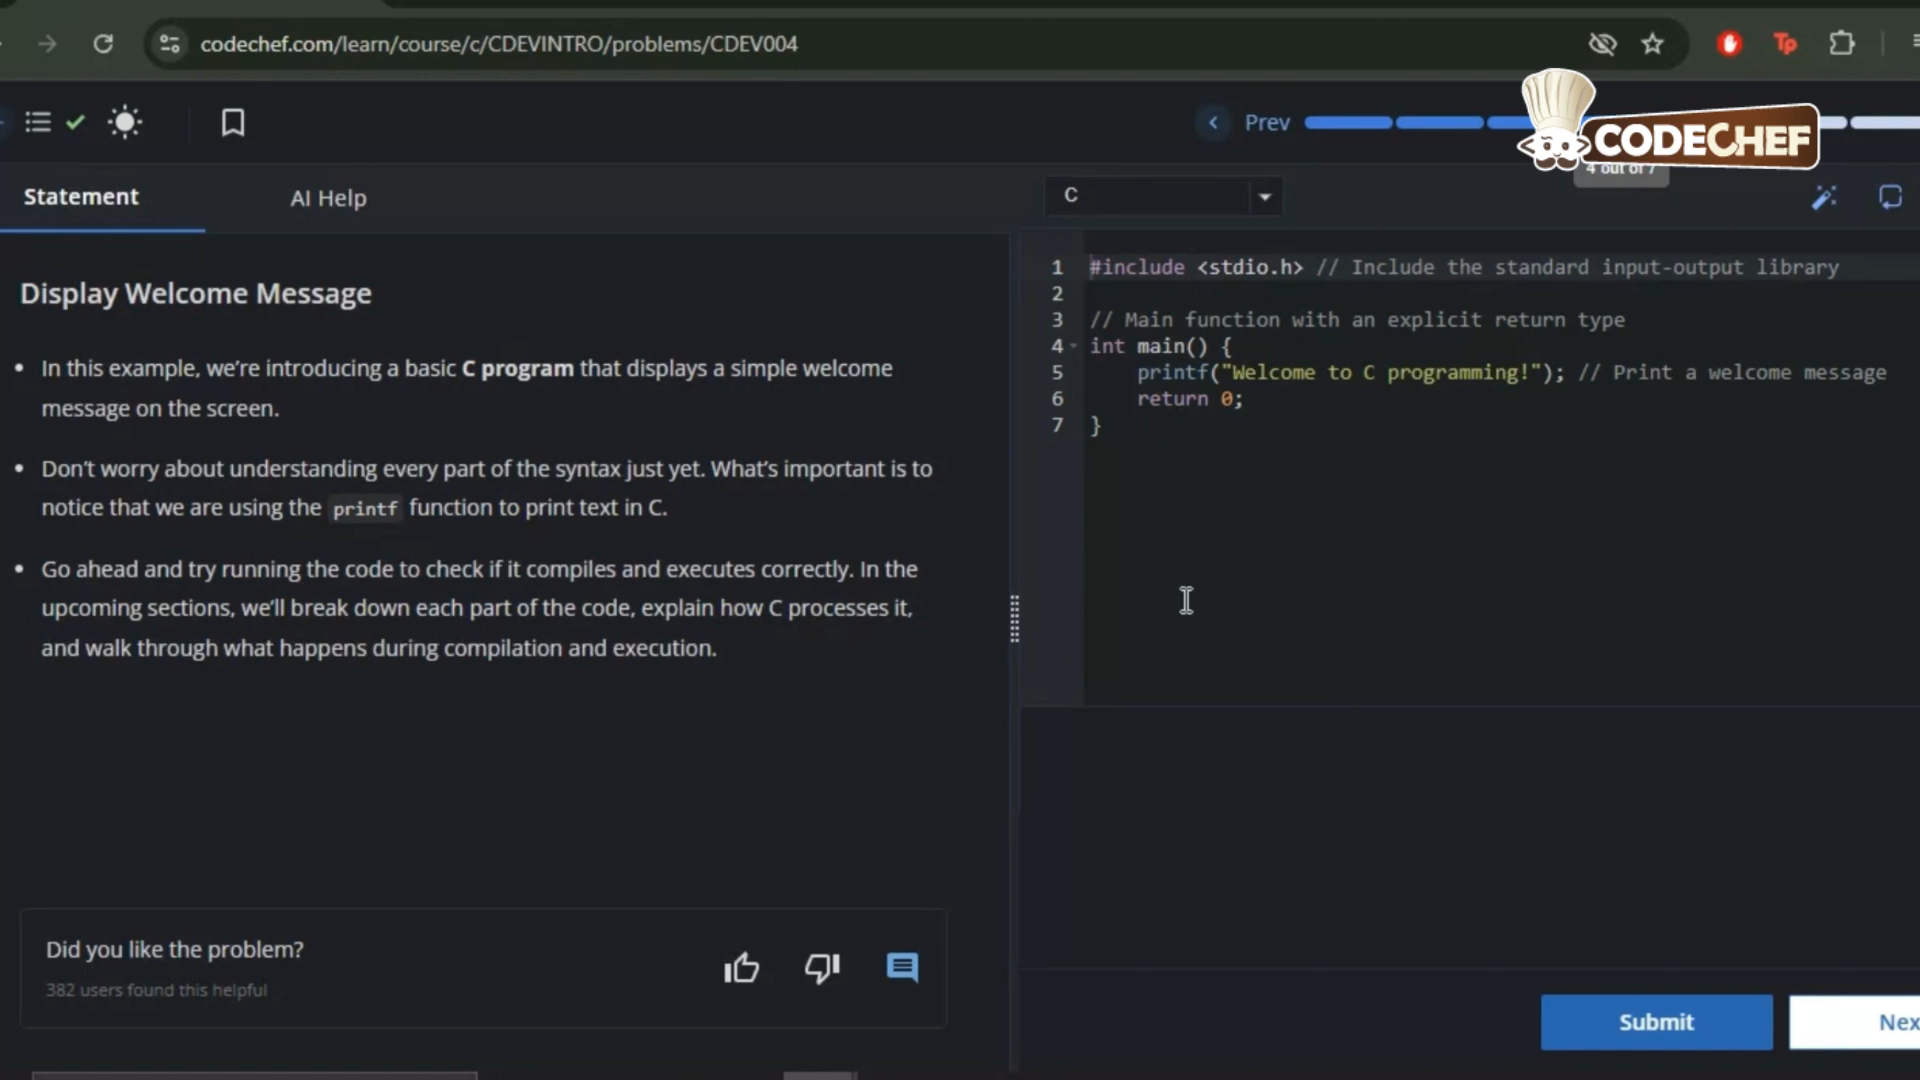 codechef.com/learn/course/c/CDEVINTRO/problems/CDEV004
Tp
Prev
CODECHEF
4 out of 7
Statement
AI Help
C
Display Welcome Message
• In this example, we're introducing a basic C program that displays a simple welcome
message on the screen.
• Don't worry about understanding every part of the syntax just yet. What's important is to
notice that we are using the printf function to print text in C.
• Go ahead and try running the code to check if it compiles and executes correctly. In the
upcoming sections, we'll break down each part of the code, explain how C processes it,
and walk through what happens during compilation and execution.
1 #include <stdio.h> // Include the standard input-output library
2
3 // Main function with an explicit return type
4 int main() {
5     printf("Welcome to C programming!"); // Print a welcome message
6     return 0;
7 }
Did you like the problem?
382 users found this helpful
Submit
Nex